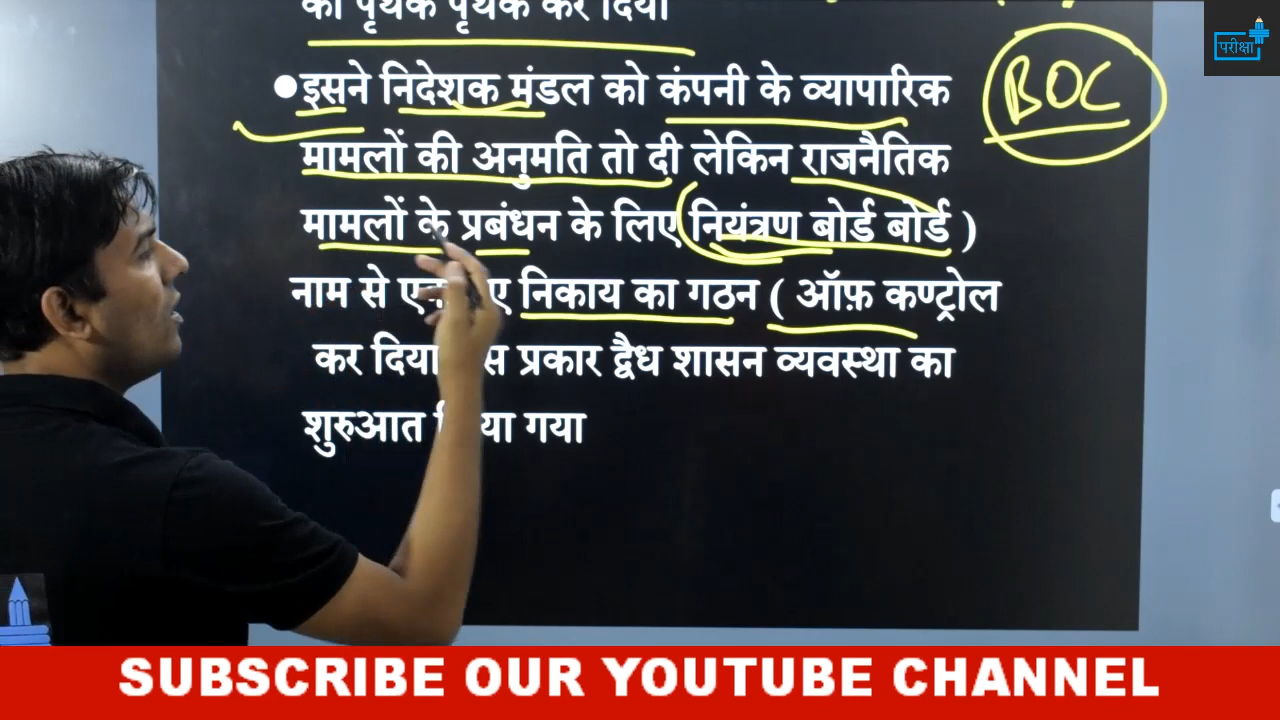 को पृथक पृथक कर दिया
BOC
परीक्षा
●इसने निदेशक मंडल को कंपनी के व्यापारिक
मामलों की अनुमति तो दी लेकिन राजनैतिक
मामलों के प्रबंधन के लिए नियंत्रण बोर्ड बोर्ड )
नाम से निकाय का गठन ( ऑफ़ कण्ट्रोल
कर दिया प्रकार द्वैध शासन व्यवस्था का
शुरुआत गया
SUBSCRIBE OUR YOUTUBE CHANNEL